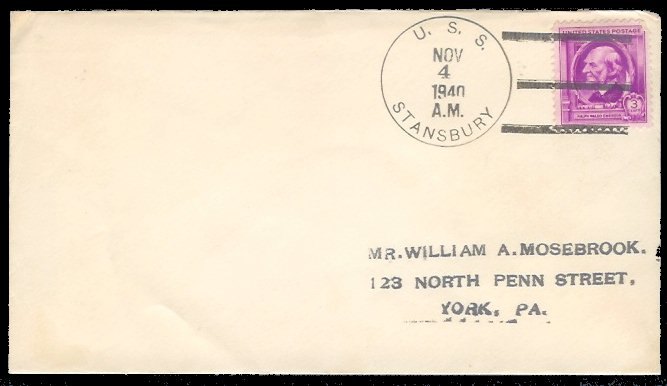 U. S. S.
NOV
4
1940
A.M.
STANSBURY
UNITED STATES POSTAGE
3
RALPH WALDO EMERSON
MR. WILLIAM A. MOSEBROOK.
123 NORTH PENN STREET,
YORK, PA.